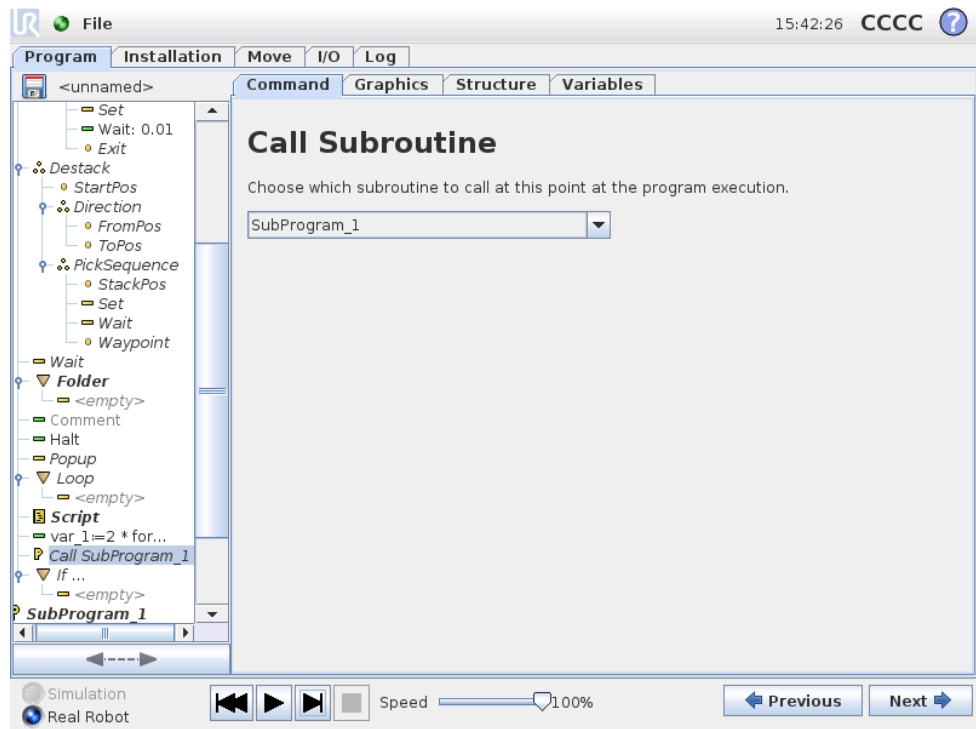 UR File 15:42:26 CCCC ?
Program Installation Move I/O Log
<unnamed>
Command Graphics Structure Variables
Set
Wait: 0.01
Exit
Destack
StartPos
Direction
FromPos
ToPos
PickSequence
StackPos
Set
Wait
Waypoint
Wait
Folder
<empty>
Comment
Halt
Popup
Loop
<empty>
Script
var_1:=2 * for...
P Call SubProgram_1
If ...
<empty>
P SubProgram_1
Call Subroutine
Choose which subroutine to call at this point at the program execution.
SubProgram_1
Simulation
Real Robot
Speed 100%
Previous Next